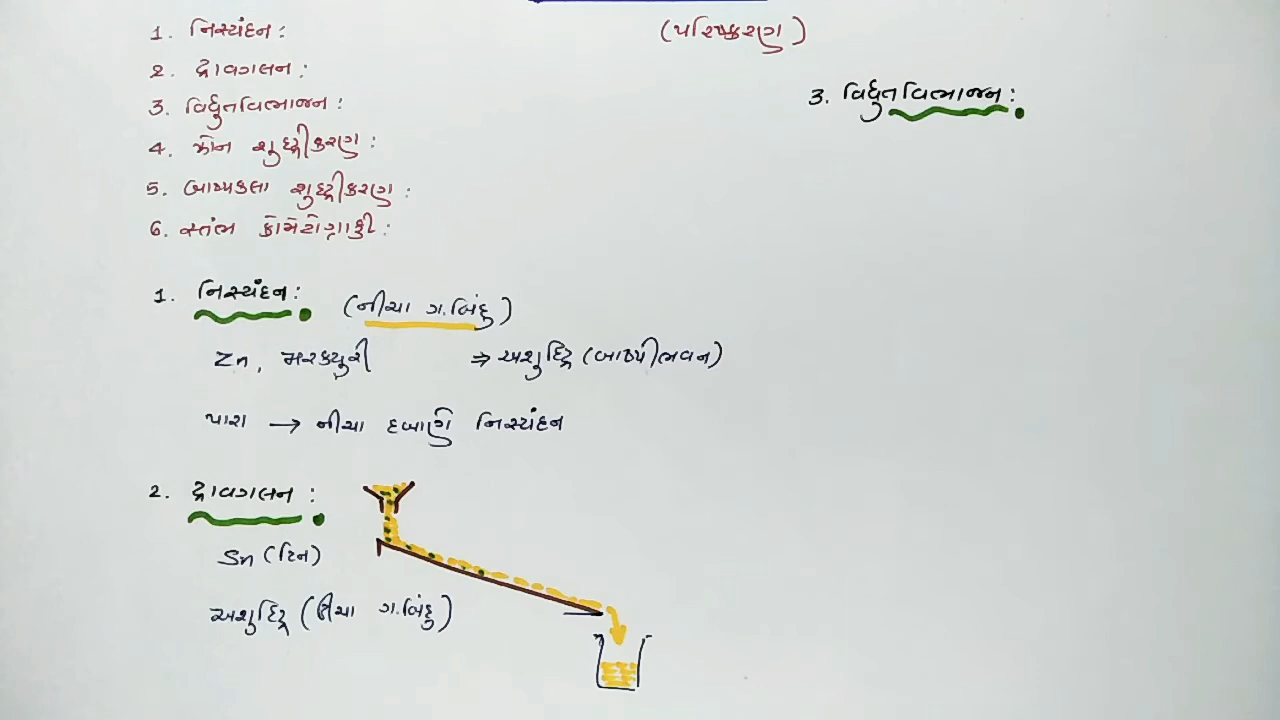 1. નિસ્યંદન :
2. દ્રાવગલન :
3. વિદ્યુતવિભાજન :
4. ઝોન શુદ્ધીકરણ :
5. બાષ્પકલા શુદ્ધીકરણ :
6. સ્તંભ ક્રોમેટોગ્રાફી :
1. નિસ્યંદન : (નીચા ગ.બિંદુ)
Zn, મરક્યુરી ⇒ અશુદ્ધિ (બાષ્પીભવન)
પારા → નીચા દબાણે નિસ્યંદન
2. દ્રાવગલન :
Sn (ટિન)
અશુદ્ધિ (ઊંચા ગ.બિંદુ)
(પરિષ્કરણ)
3. વિદ્યુતવિભાજન :